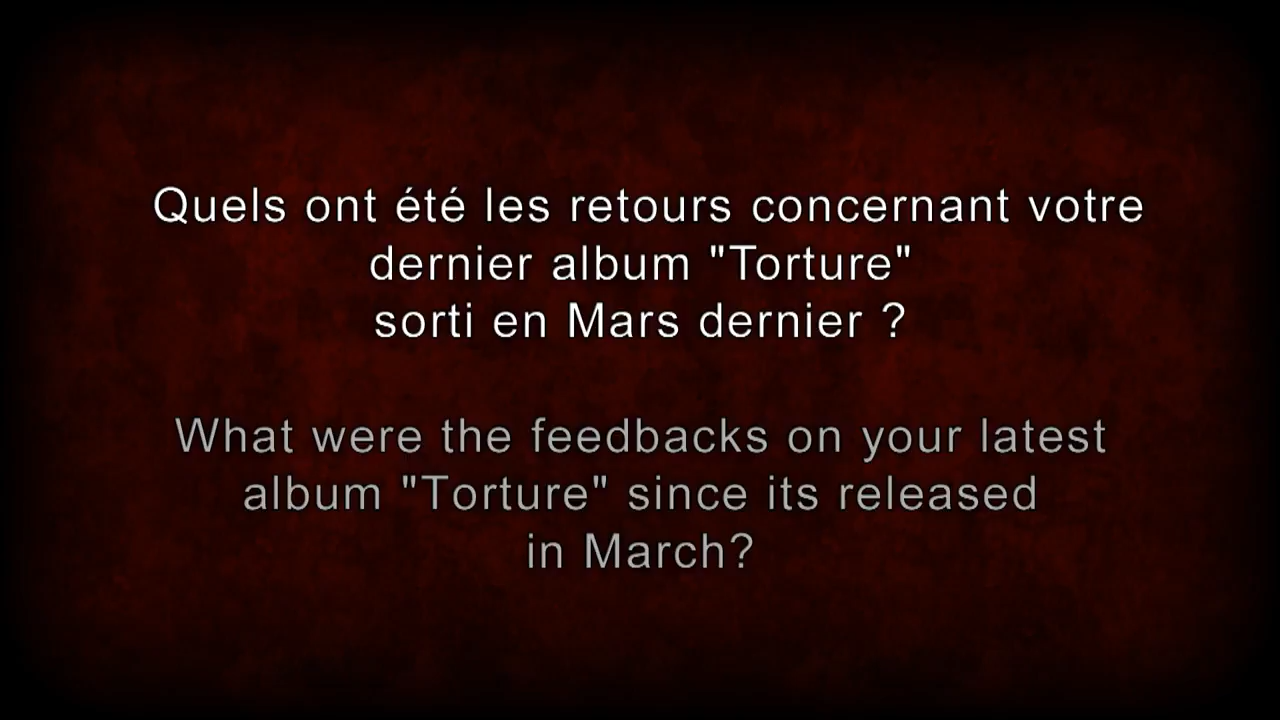 Quels ont été les retours concernant votre
dernier album "Torture"
sorti en Mars dernier ?
What were the feedbacks on your latest
album "Torture" since its released
in March?